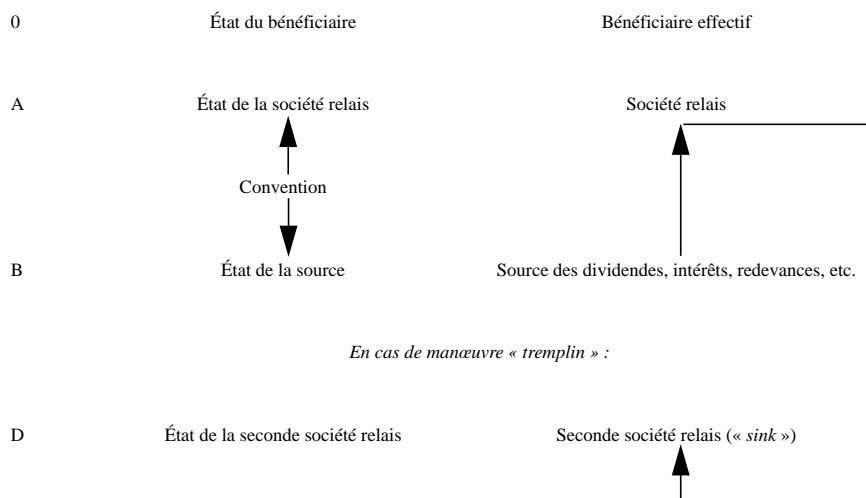 0 État du bénéficiaire Bénéficiaire effectif
A État de la société relais Société relais
Convention
B État de la source Source des dividendes, intérêts, redevances, etc.
En cas de manœuvre « tremplin » :
D État de la seconde société relais Seconde société relais (« sink »)